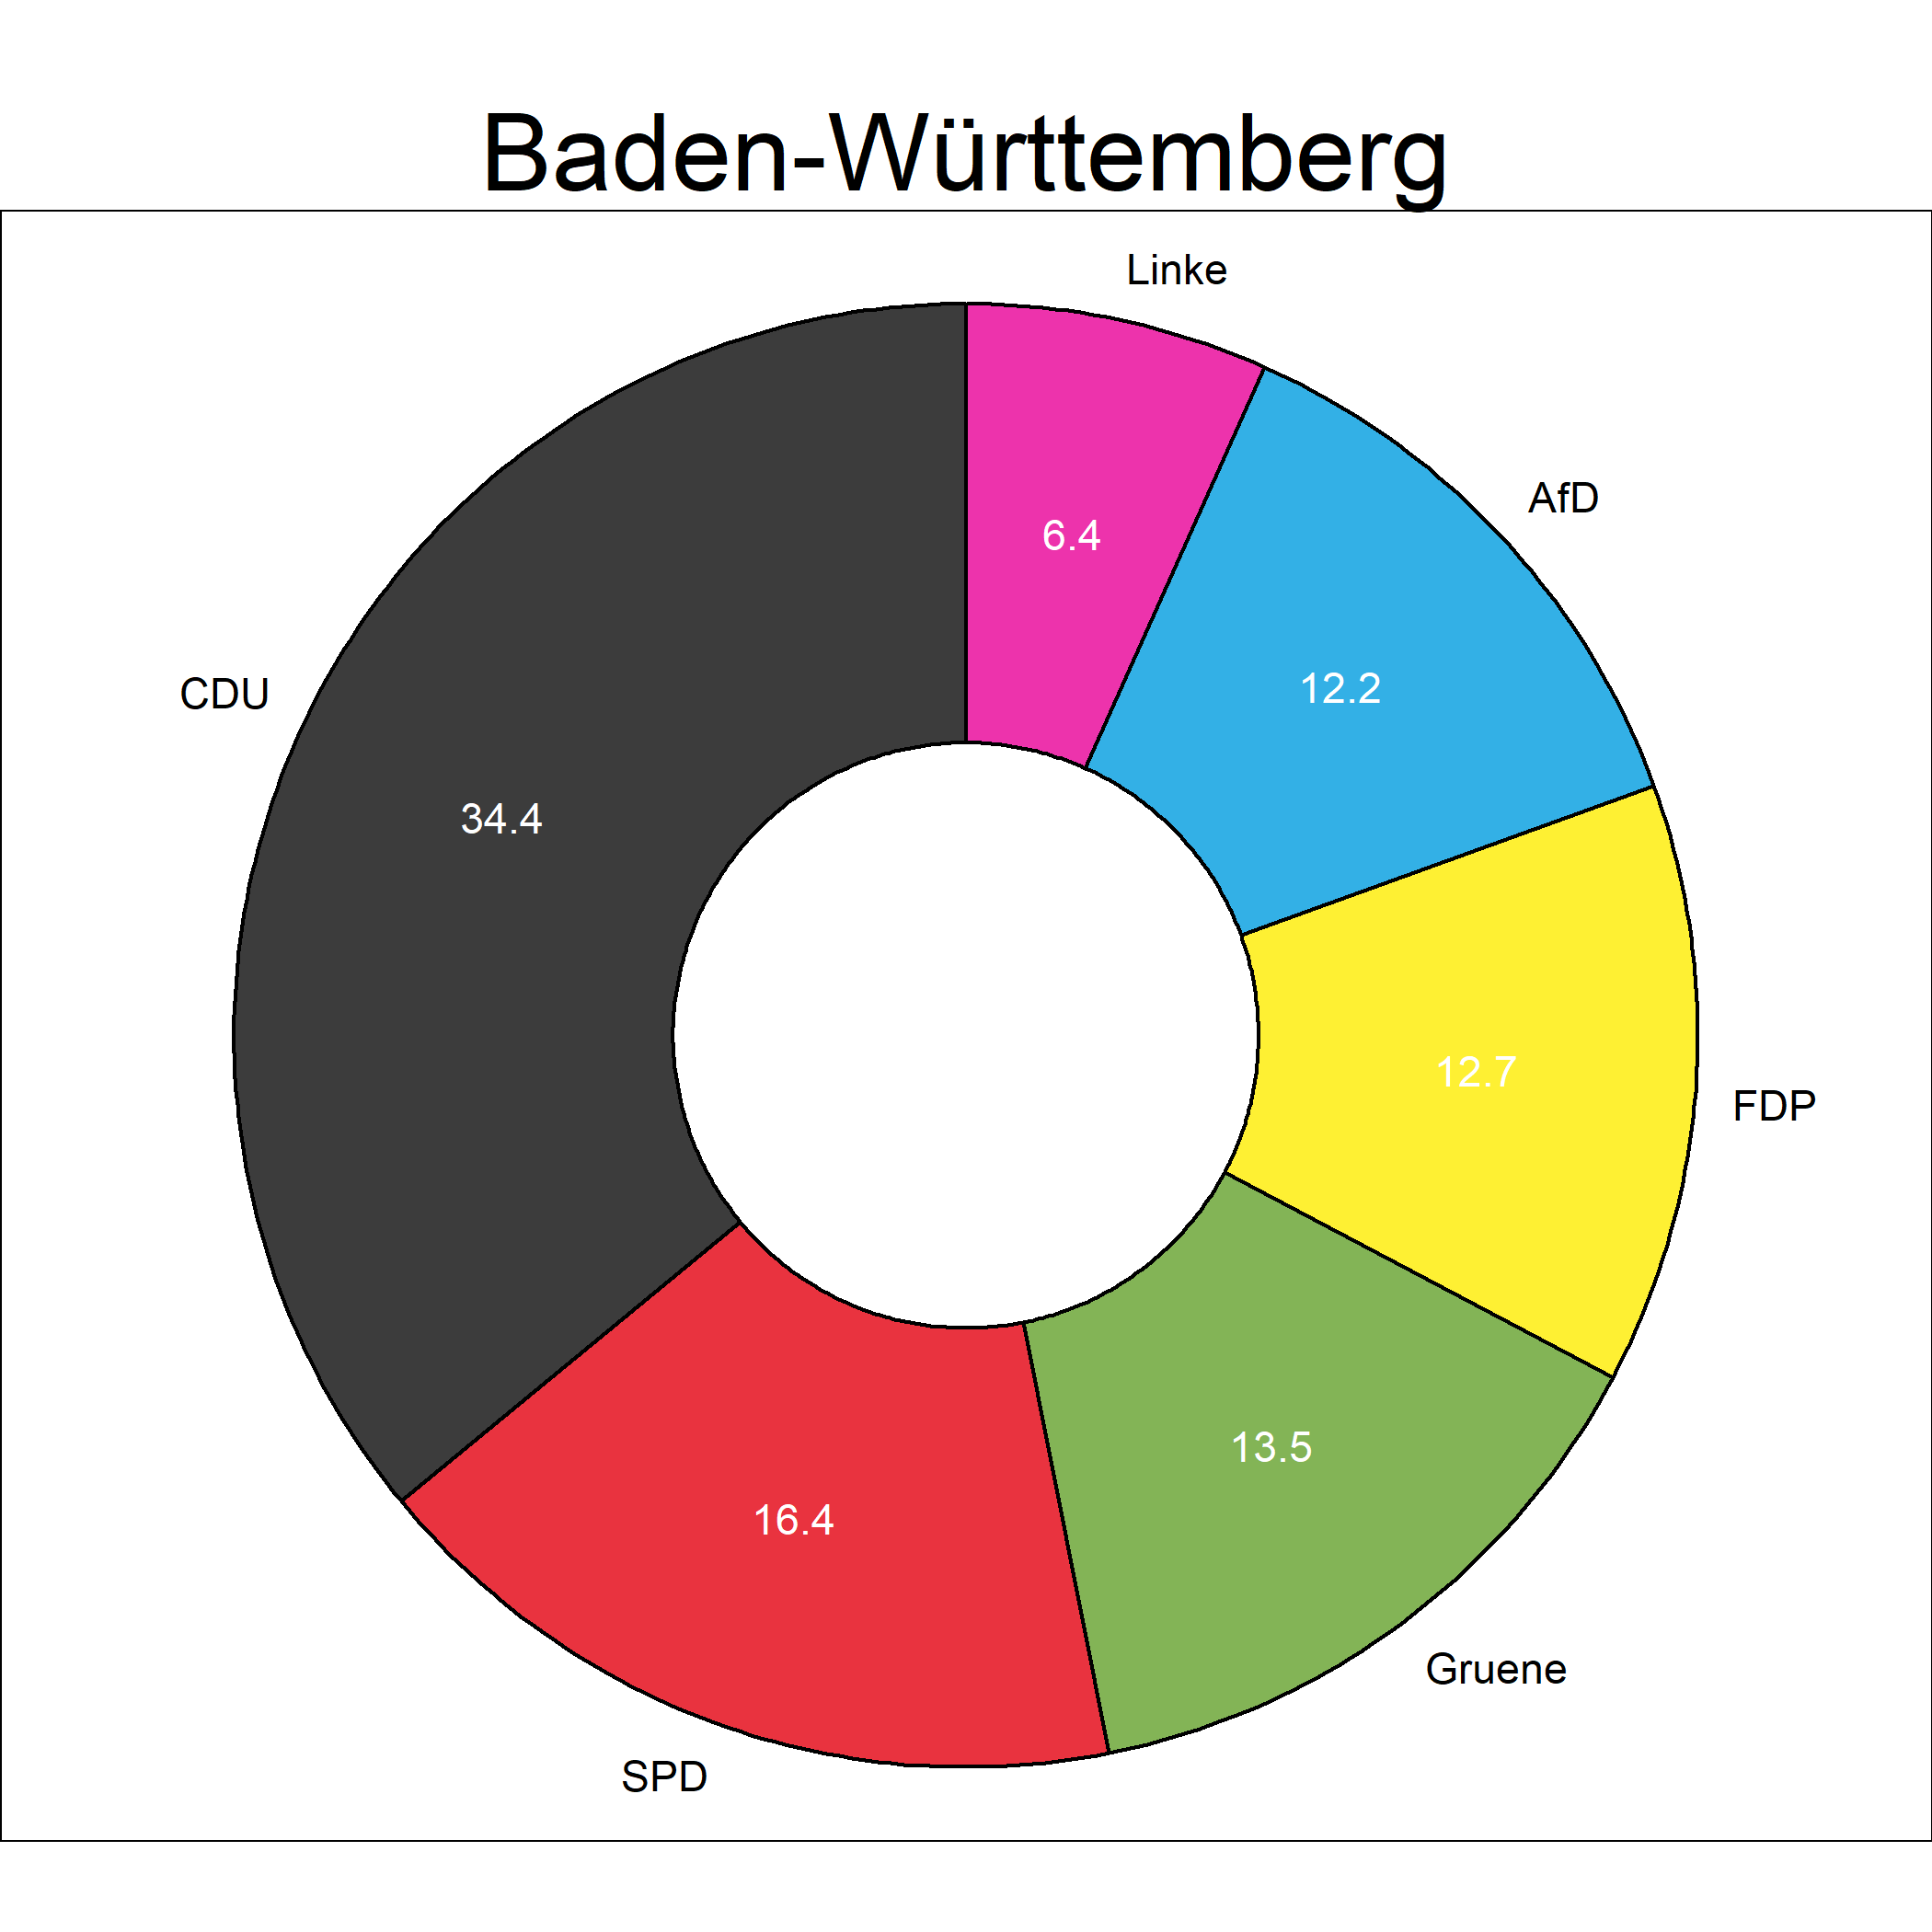 Baden-Württemberg
Linke
6.4
AfD
12.2
CDU
34.4
12.7
FDP
13.5
16.4
Gruene
SPD